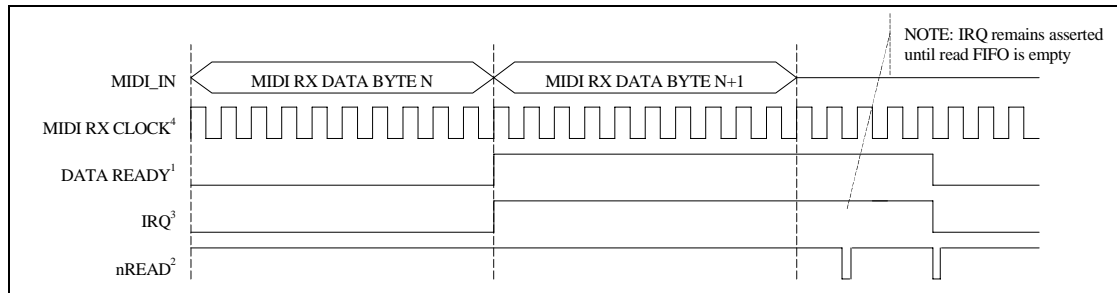 NOTE: IRQ remains asserted
until read FIFO is empty
MIDI_IN
MIDI RX DATA BYTE N
MIDI RX DATA BYTE N+1
MIDI RX CLOCK⁴
DATA READY¹
IRQ³
nREAD²